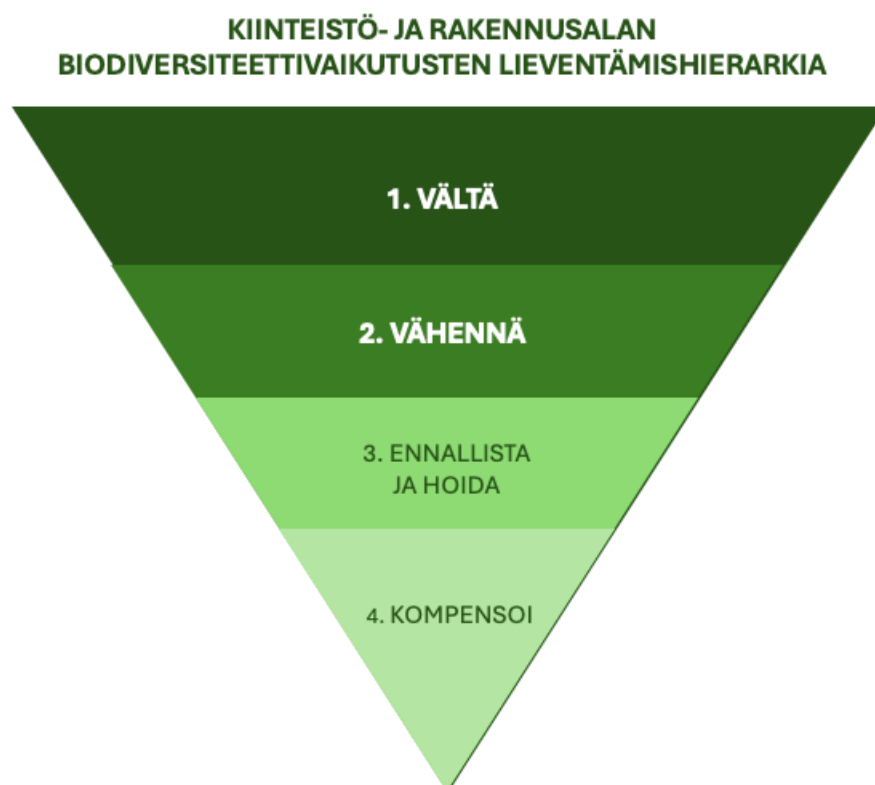 KIINTEISTÖ- JA RAKENNUSALAN
BIODIVERSITEETTIVAIKUTUSTEN LIEVENTÄMISHIERARKIA
1. VÄLTÄ
2. VÄHENNÄ
3. ENNALLISTA
JA HOIDA
4. KOMPENSOI